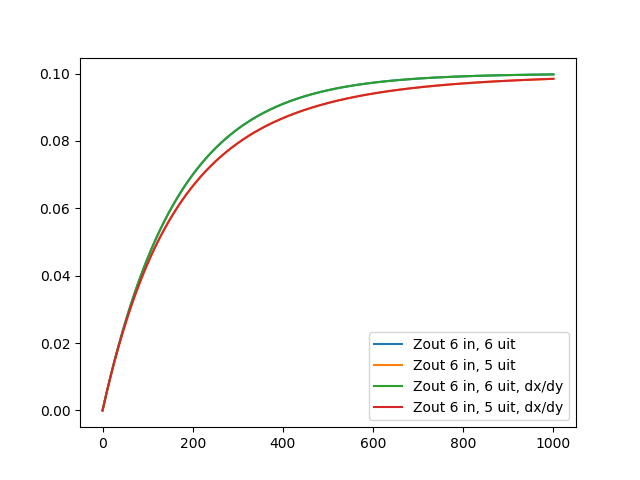 0.10
0.08
0.06
0.04
0.02
0.00
0 200 400 600 800 1000
Zout 6 in, 6 uit
Zout 6 in, 5 uit
Zout 6 in, 6 uit, dx/dy
Zout 6 in, 5 uit, dx/dy